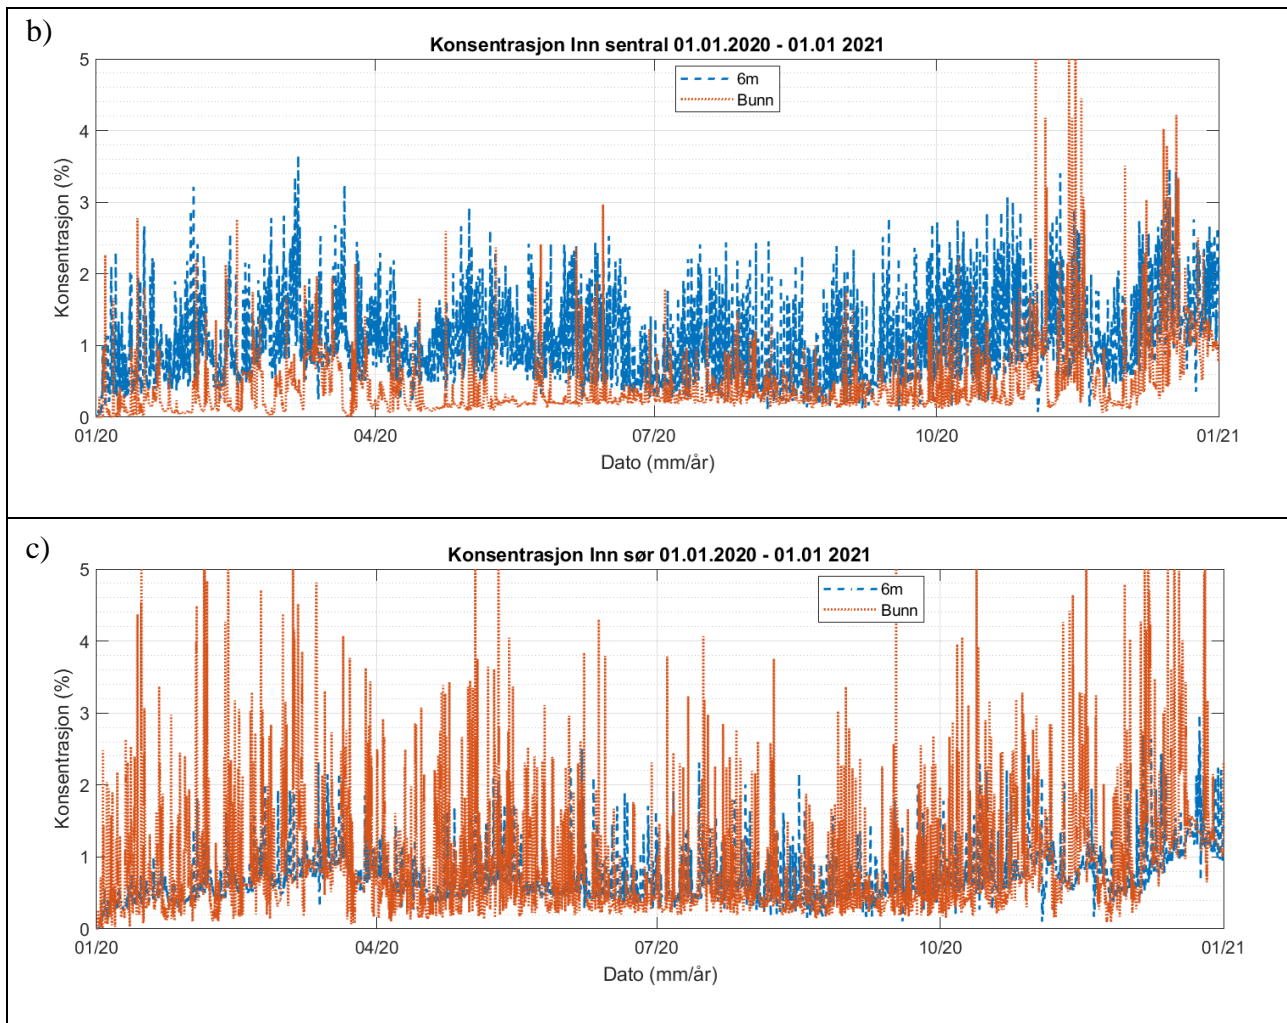 b)
Konsentrasjon Inn sentral 01.01.2020 - 01.01 2021
6m
Bunn
Konsentrasjon (%)
5
4
3
2
1
0
01/20
04/20
07/20
10/20
01/21
Dato (mm/år)
c)
Konsentrasjon Inn sør 01.01.2020 - 01.01 2021
6m
Bunn
Konsentrasjon (%)
5
4
3
2
1
0
01/20
04/20
07/20
10/20
01/21
Dato (mm/år)